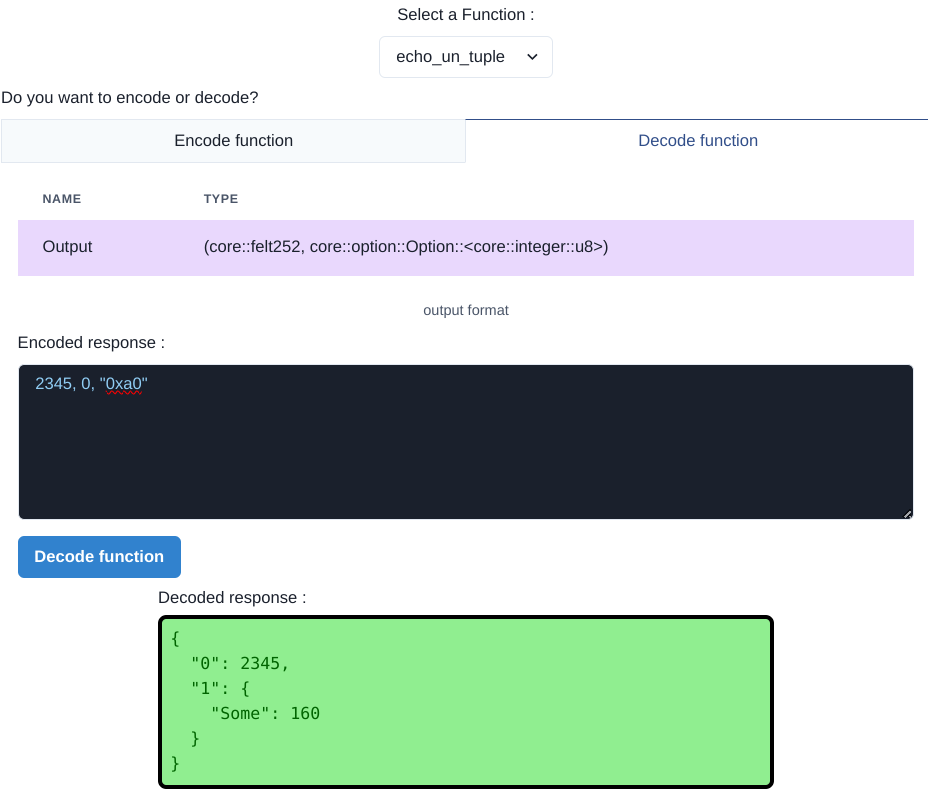 Select a Function :
echo_un_tuple
Do you want to encode or decode?
Encode function
Decode function
NAME TYPE
Output (core::felt252, core::option::Option::<core::integer::u8>)
output format
Encoded response :
2345, 0, "0xa0"
Decode function
Decoded response :
{
  "0": 2345,
  "1": {
    "Some": 160
  }
}